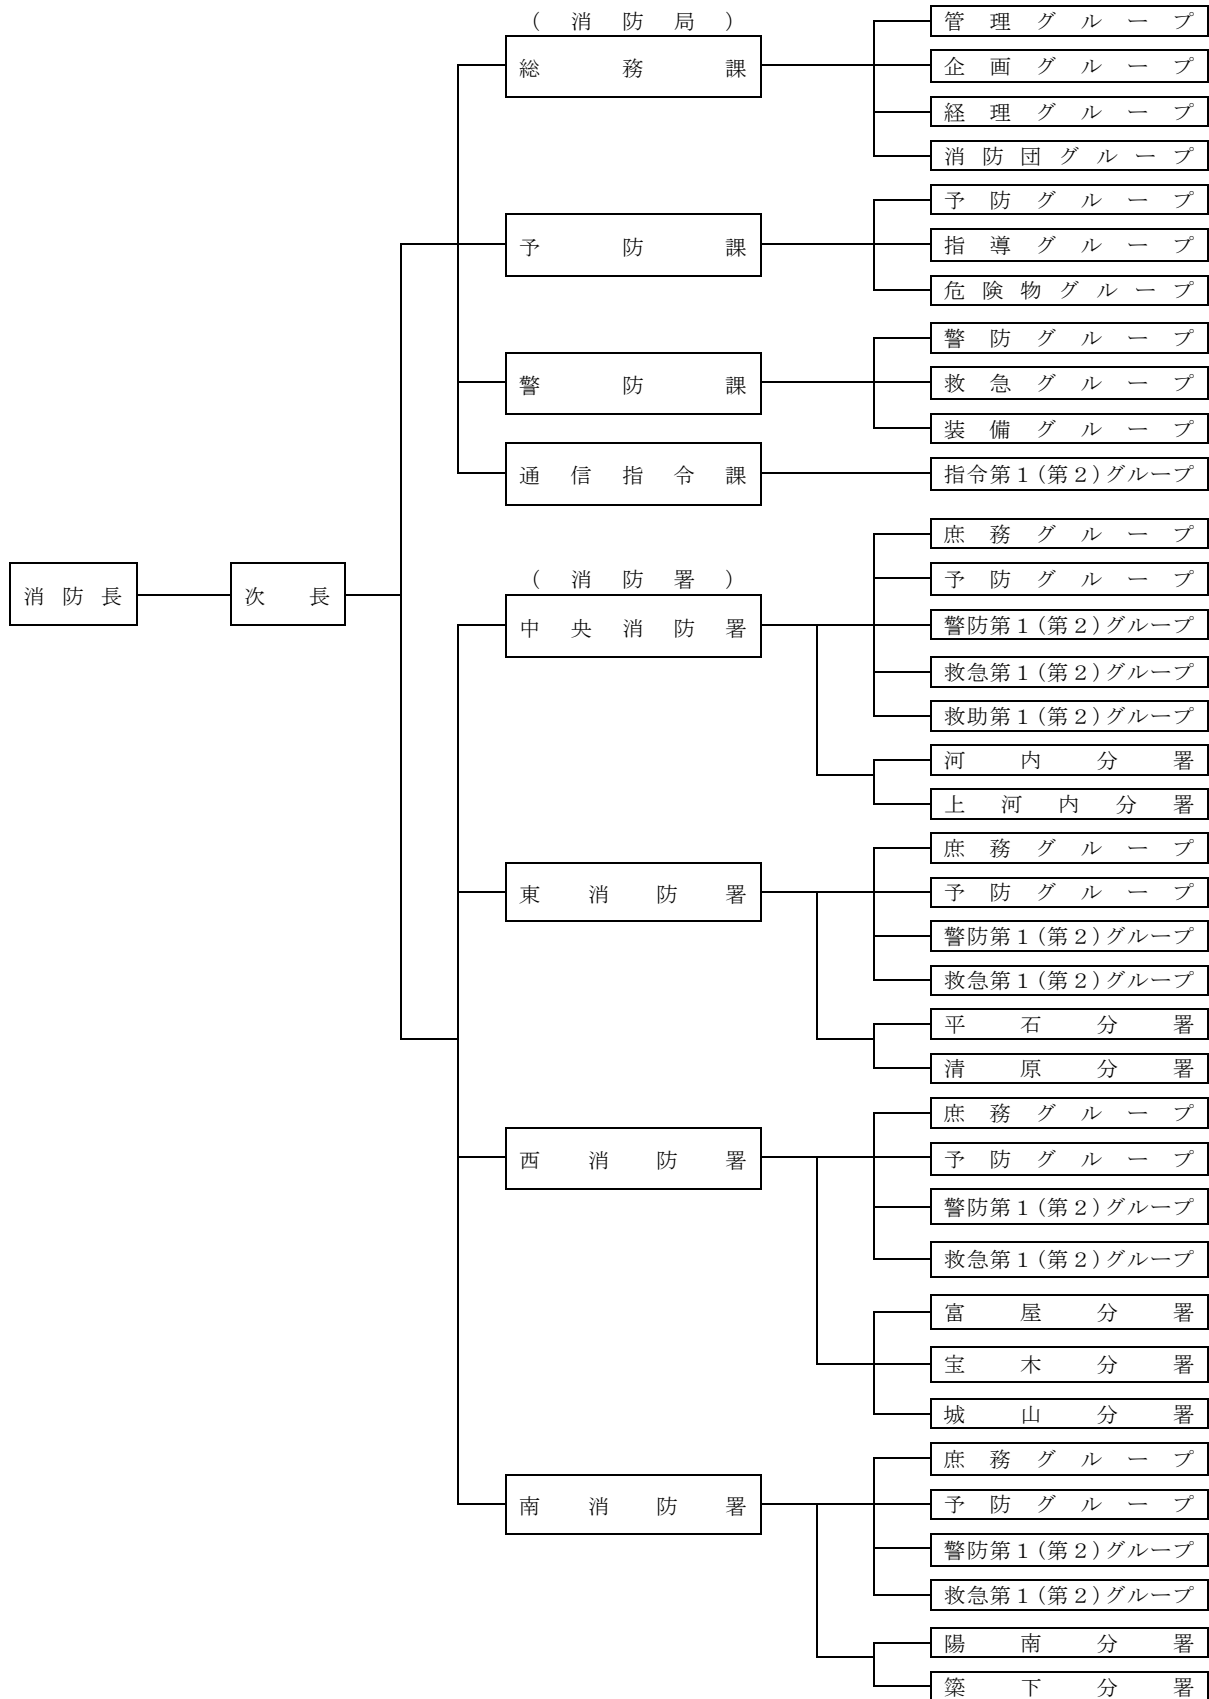 (消防局)
総務課
管理グループ
企画グループ
経理グループ
消防団グループ
予防課
予防グループ
指導グループ
危険物グループ
警防課
警防グループ
救急グループ
装備グループ
通信指令課
指令第1(第2)グループ
消防長
次長
(消防署)
中央消防署
庶務グループ
予防グループ
警防第1(第2)グループ
救急第1(第2)グループ
救助第1(第2)グループ
河内分署
上河内分署
東消防署
庶務グループ
予防グループ
警防第1(第2)グループ
救急第1(第2)グループ
平石分署
清原分署
西消防署
庶務グループ
予防グループ
警防第1(第2)グループ
救急第1(第2)グループ
富屋分署
宝木分署
城山分署
南消防署
庶務グループ
予防グループ
警防第1(第2)グループ
救急第1(第2)グループ
陽南分署
簗下分署